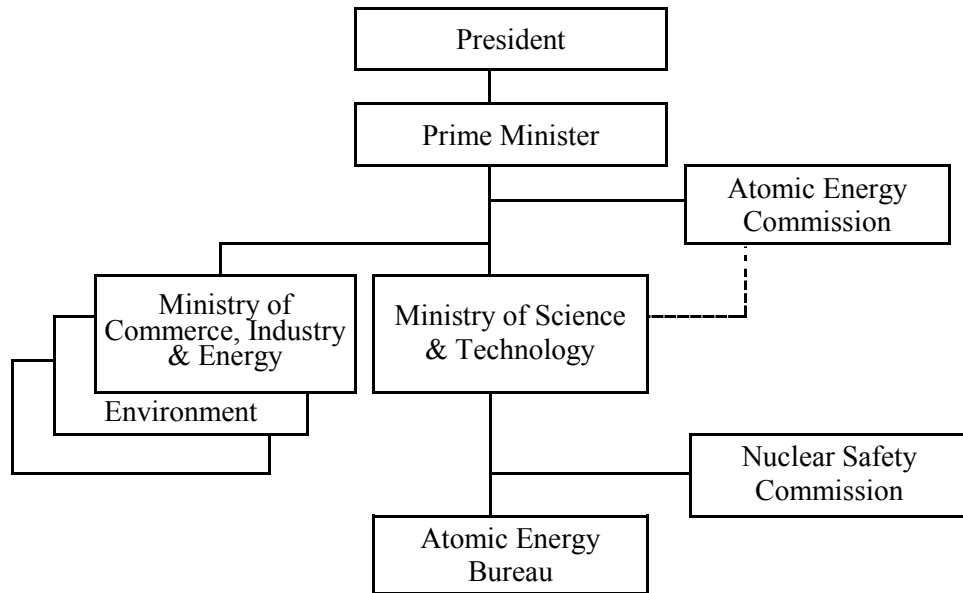 President
Prime Minister
Atomic Energy
Commission
Ministry of
Commerce, Industry
& Energy
Ministry of Science
& Technology
Environment
Nuclear Safety
Commission
Atomic Energy
Bureau